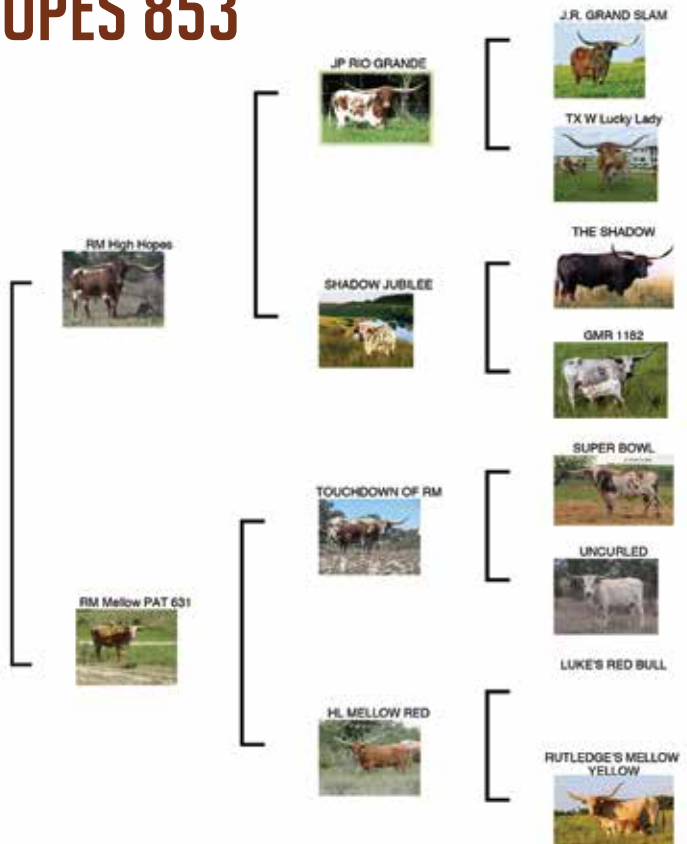 OPES 853
J.R. GRAND SLAM
JP RIO GRANDE
TX W Lucky Lady
THE SHADOW
RM High Hopes
SHADOW JUBILEE
GMR 1182
SUPER BOWL
TOUCHDOWN OF RM
UNCURLED
RM Mellow PAT 631
LUKE'S RED BULL
HL MELLOW RED
RUTLEDGE'S MELLOW
YELLOW